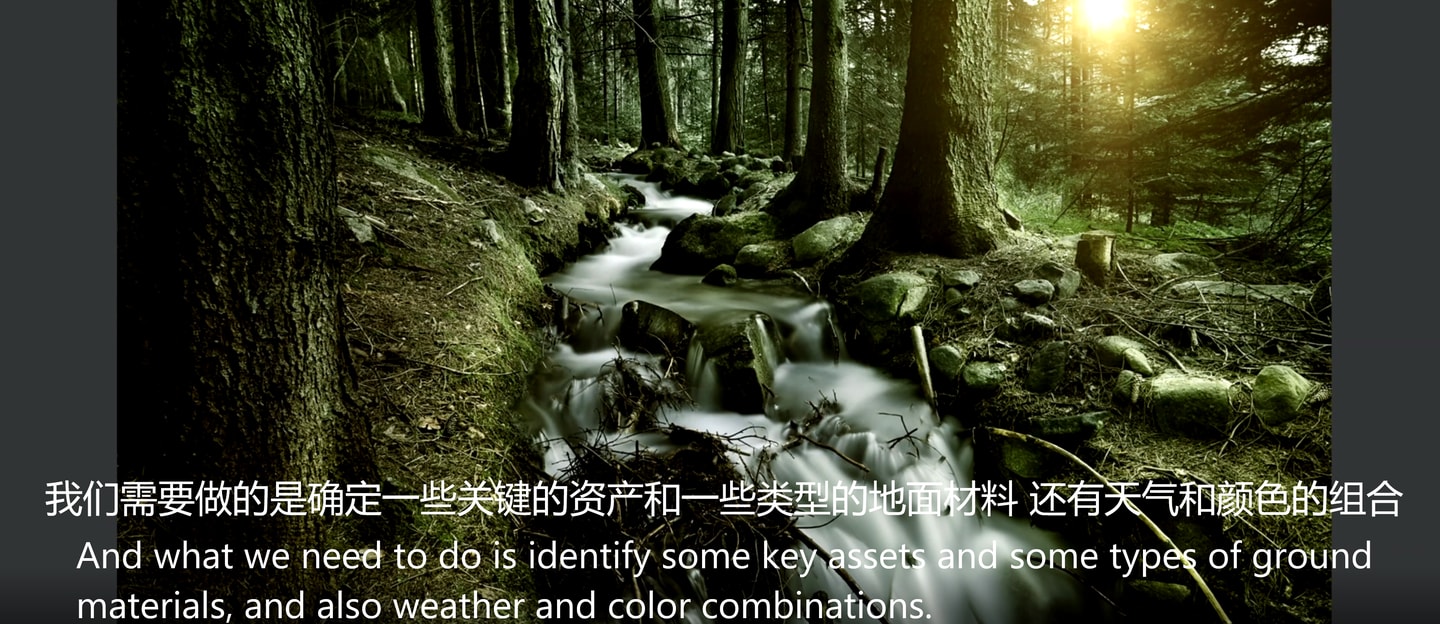 我们需要做的是确定一些关键的资产和一些类型的地面材料 还有天气和颜色的组合
And what we need to do is identify some key assets and some types of ground
materials, and also weather and color combinations.